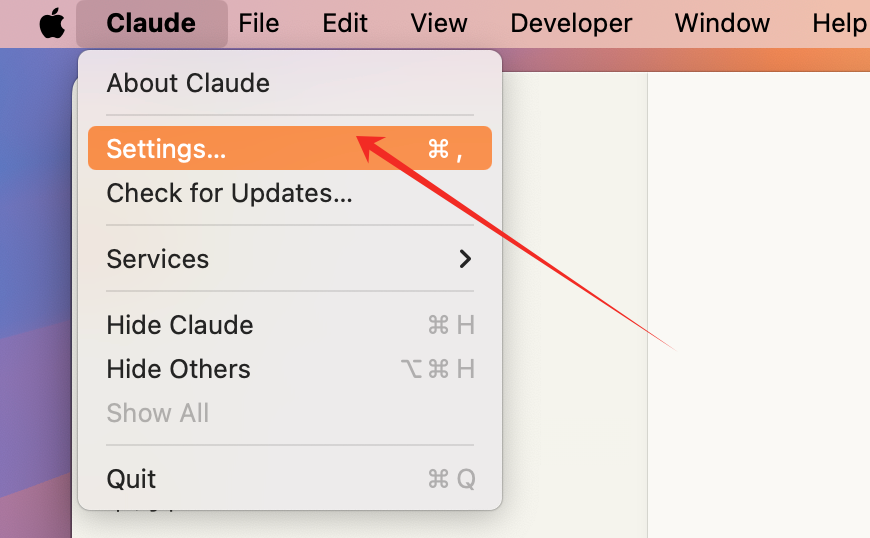 Claude File Edit View Developer Window Help
About Claude
Settings... ⌘ ,
Check for Updates...
Services
Hide Claude ⌘ H
Hide Others ⌥ ⌘ H
Show All
Quit ⌘ Q